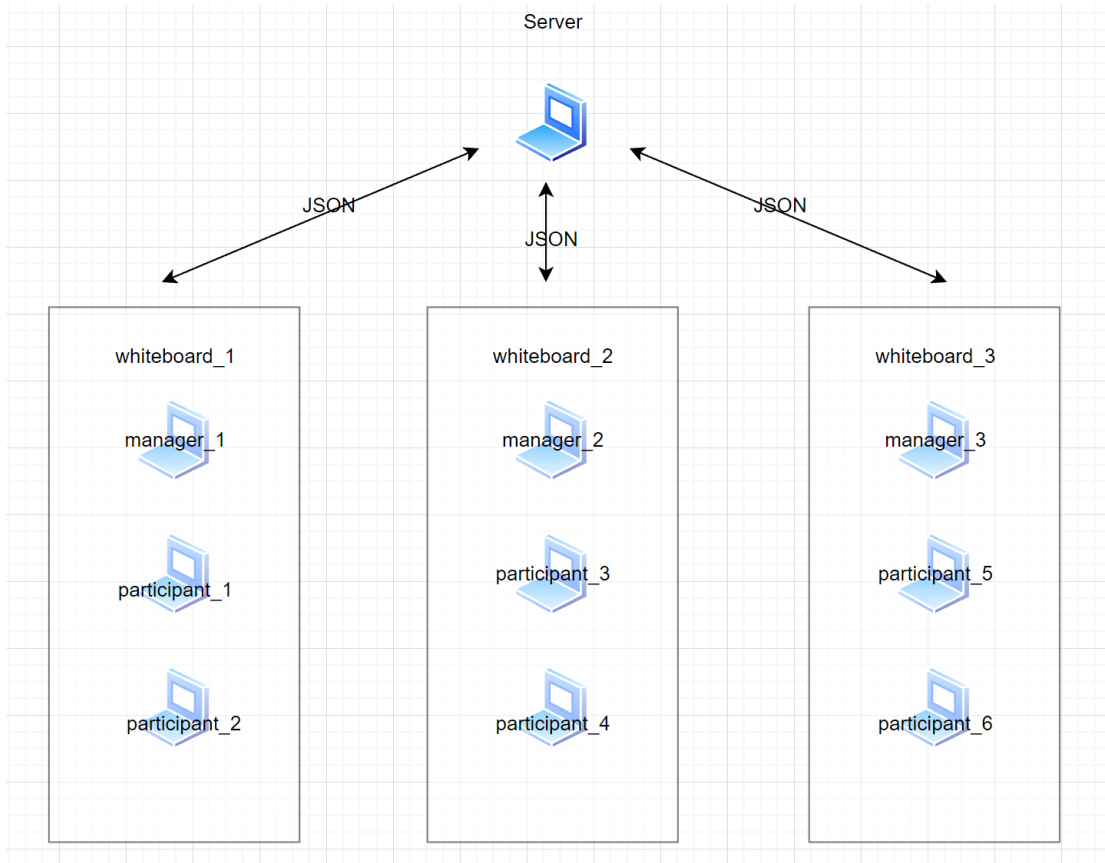 Server
JSON
JSON
JSON
whiteboard_1
whiteboard_2
whiteboard_3
manager_1
manager_2
manager_3
participant_1
participant_3
participant_5
participant_2
participant_4
participant_6